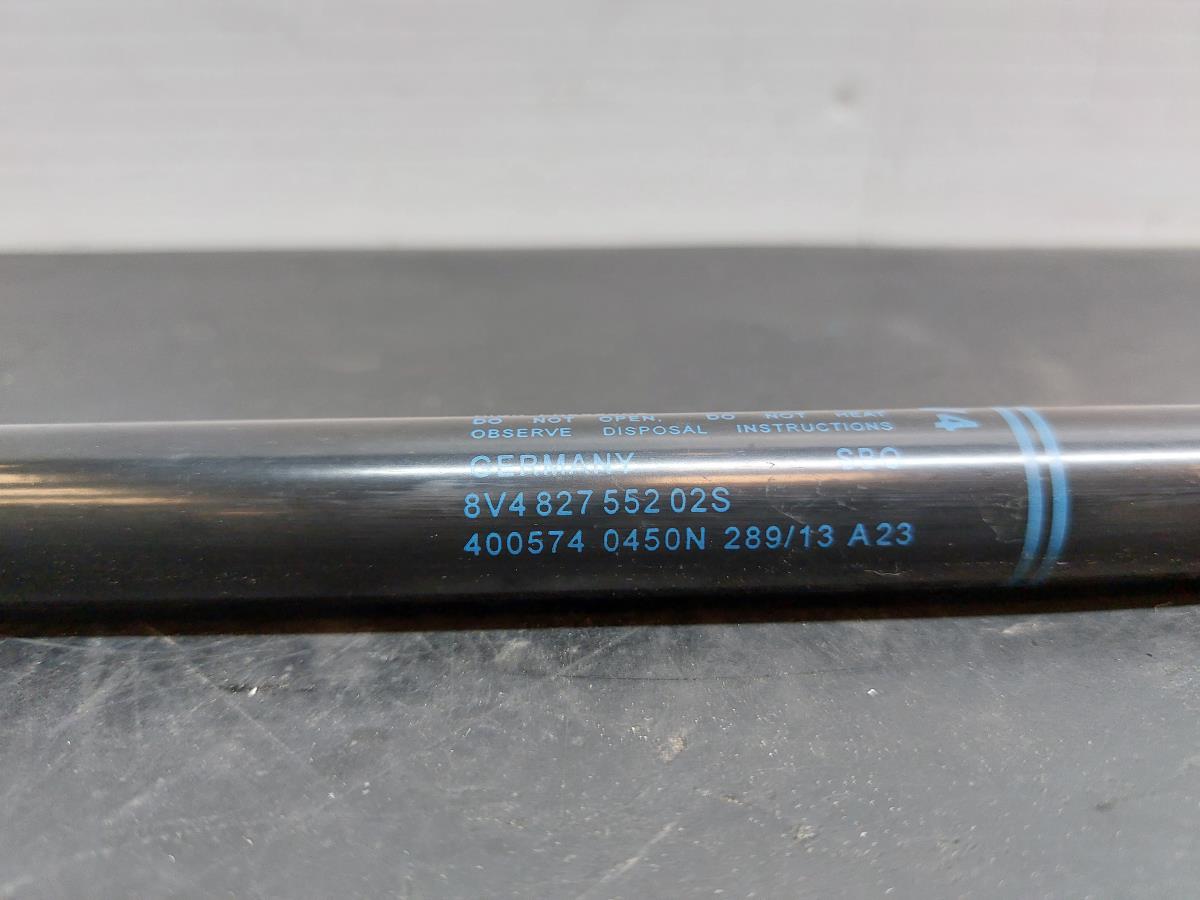 DO NOT OPEN, DO NOT HEAT
OBSERVE DISPOSAL INSTRUCTIONS
GERMANY SBO
8V4 827 552 02S
400574 0450N 289/13 A23